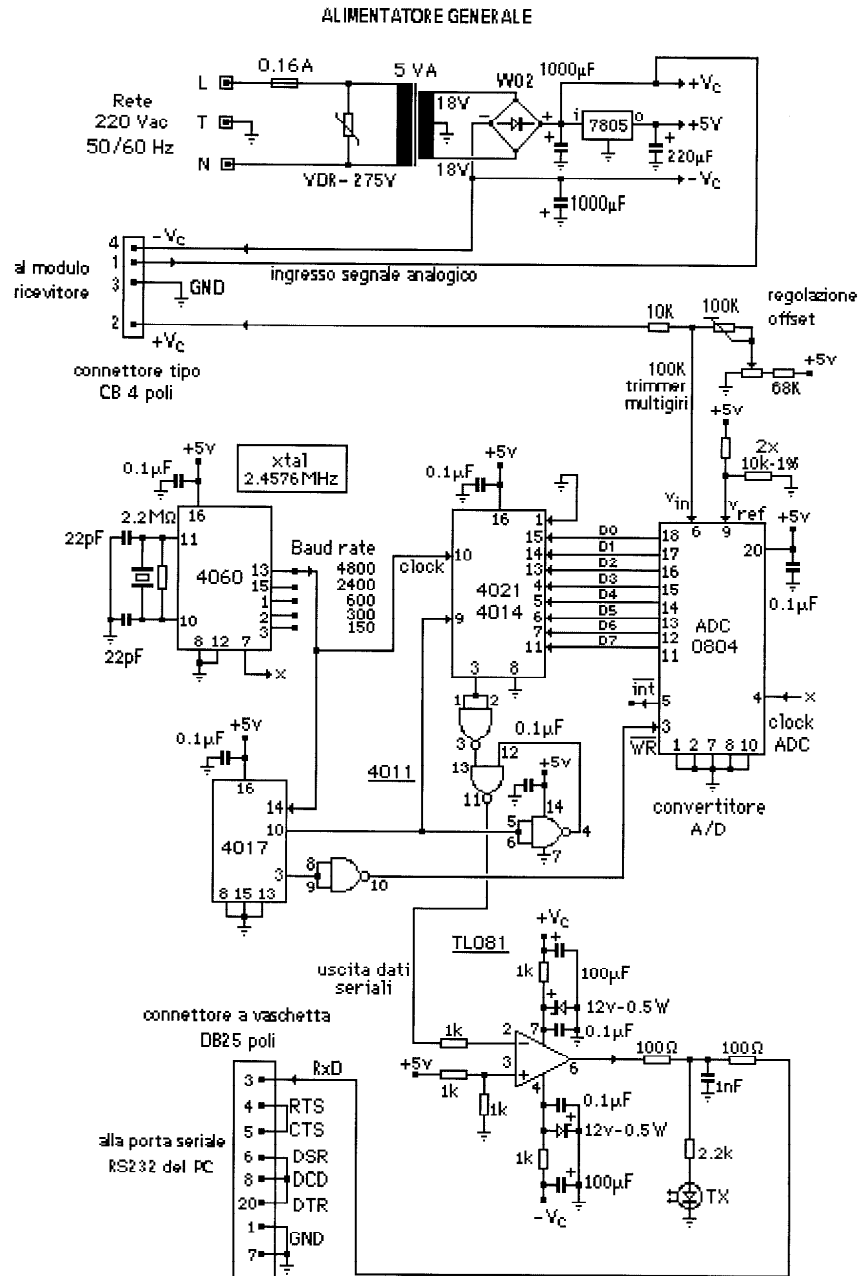 ALIMENTATORE GENERALE
0.16A
5 VA
W02
1000µF
+Vc
L
T
N
Rete
220 Vac
50/60 Hz
18V
18V
-
+
+
i
7805
o
+5V
+
220µF
VDR-275V
-Vc
+
1000µF
4
1
3
2
-Vc
al modulo
ricevitore
ingresso segnale analogico
GND
+Vc
connettore tipo
CB 4 poli
10K
100K
regolazione
offset
100K
trimmer
multigiri
+5v
68K
+5v
2x
10k-1%
+5v
0.1µF
xtal
2.4576 MHz
16
2.2MΩ
22pF
11
4060
10
22pF
8
12
7
x
13
15
1
2
3
Baud rate
4800
2400
600
300
150
clock
+5v
0.1µF
16
10
9
4021
4014
1
15
14
13
4
5
6
7
11
3
8
D0
D1
D2
D3
D4
D5
D6
D7
Vin
Vref
6
9
+5v
20
0.1µF
18
17
16
15
14
13
12
11
ADC
0804
int
5
3
WR
4
x
clock
ADC
1
2
7
8
10
convertitore
A/D
+5v
0.1µF
16
14
10
4017
3
8
15
13
4011
1
2
3
13
12
11
0.1µF
+5v
14
5
6
4
7
8
9
10
uscita dati
seriali
TL081
+Vc
+
1k
100µF
+
12v-0.5W
0.1µF
1k
2
-
7
3
+
6
4
+5v
1k
1k
0.1µF
12v-0.5W
1k
+
100µF
-Vc
100Ω
100Ω
1nF
2.2k
TX
connettore a vaschetta
DB25 poli
RxD
3
4
RTS
5
CTS
6
DSR
8
DCD
20
DTR
1
GND
7
alla porta seriale
RS232 del PC